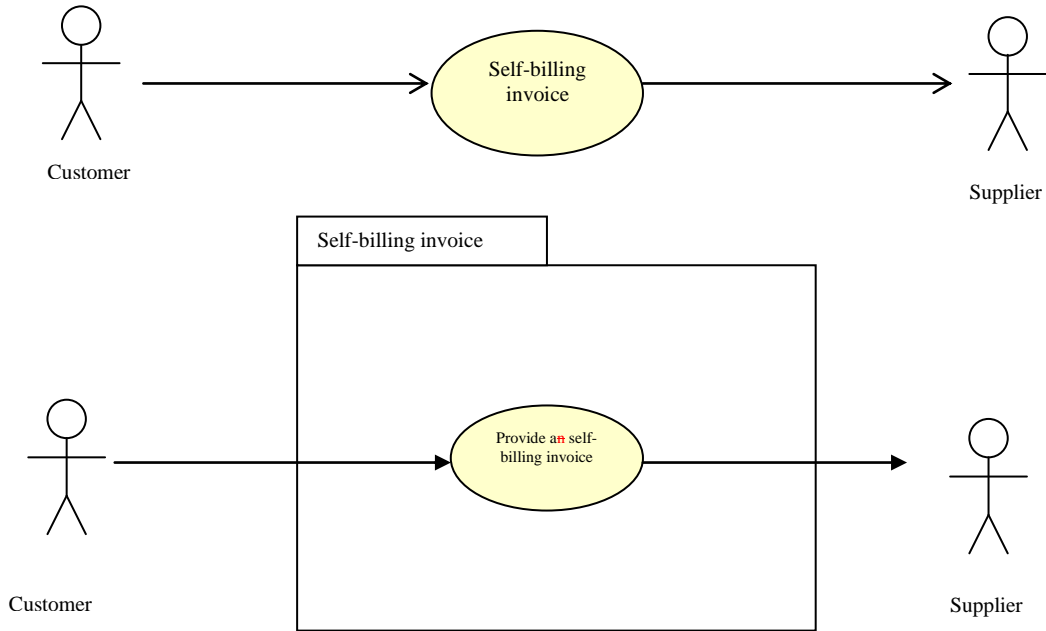 Self-billing
invoice
Customer
Supplier
Self-billing invoice
Provide an self-
billing invoice
Customer
Supplier